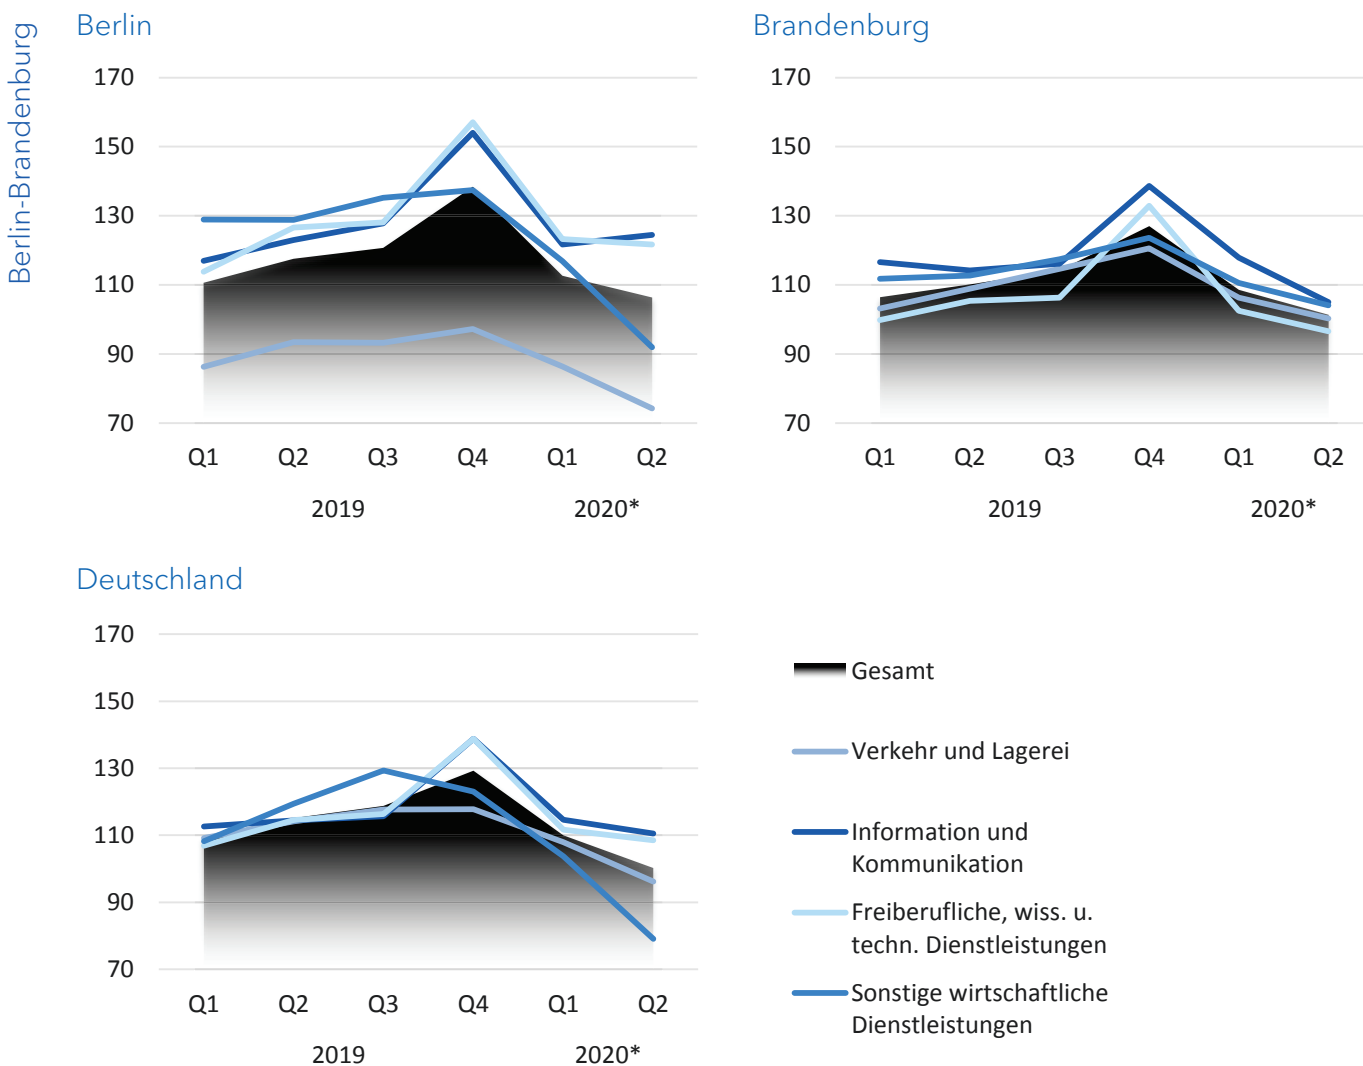 Berlin-Brandenburg
Berlin
170
150
130
110
90
70
Q1 Q2 Q3 Q4 Q1 Q2
2019 2020*
Brandenburg
170
150
130
110
90
70
Q1 Q2 Q3 Q4 Q1 Q2
2019 2020*
Deutschland
170
150
130
110
90
70
Q1 Q2 Q3 Q4 Q1 Q2
2019 2020*
Gesamt
Verkehr und Lagerei
Information und
Kommunikation
Freiberufliche, wiss. u.
techn. Dienstleistungen
Sonstige wirtschaftliche
Dienstleistungen